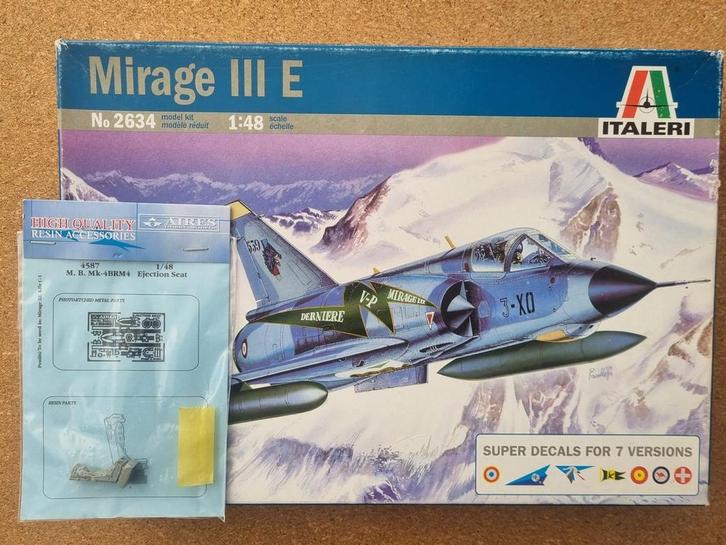 Mirage III E
No 2634 model kit
modèle réduit
1:48 scale
échelle
ITALERI
HIGH QUALITY
RESIN ACCESSORIES
AIRES
4587 1/48
M. B. Mk-4BRM4 Ejection Seat
PHOTOETCHED METAL PARTS
RESIN PARTS
DERNIERE
V-P
MIRAGE III
3-XO
SUPER DECALS FOR 7 VERSIONS